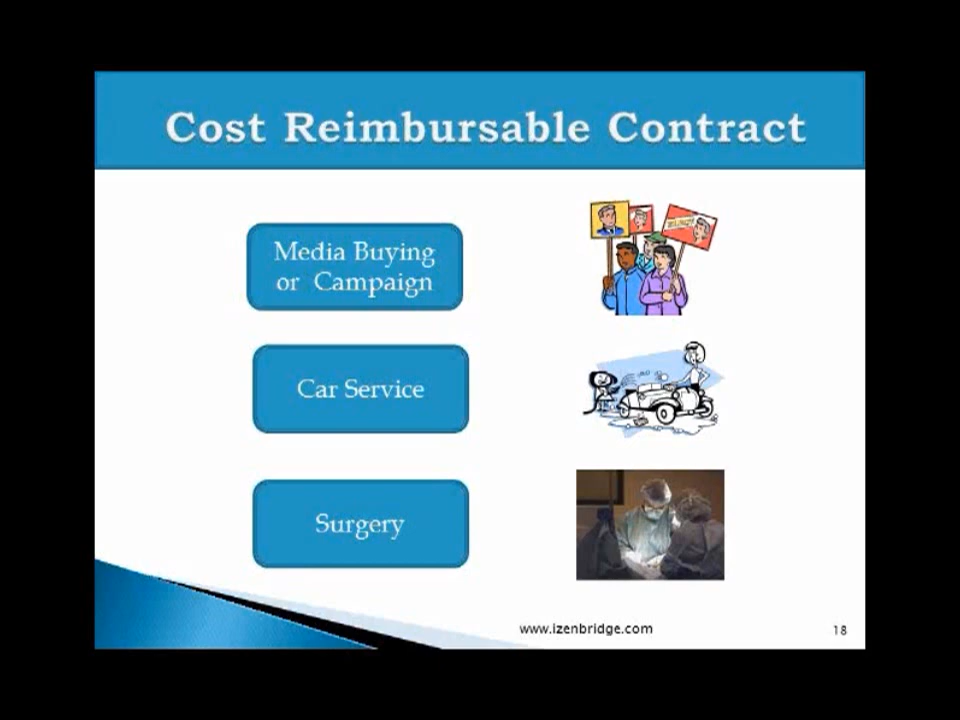 Cost Reimbursable Contract
Media Buying
or Campaign
Car Service
Surgery
www.izenbridge.com
18